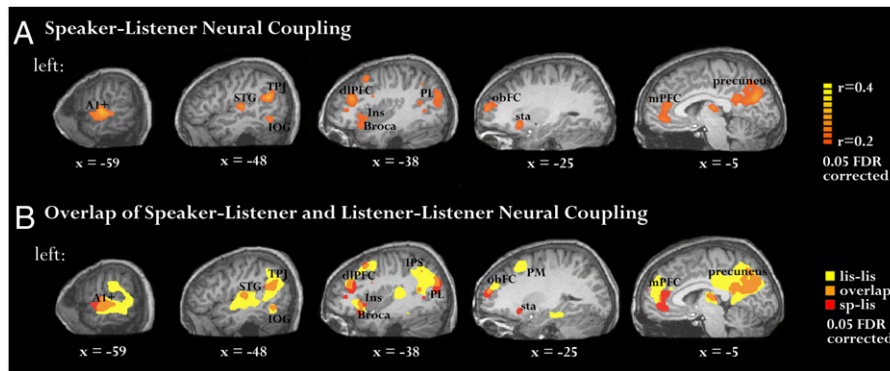 A Speaker-Listener Neural Coupling
left:
A1+
STG TPJ IOG
dlPFC PL Ins Broca
obFC sta
mPFC precuneus
x = -59 x = -48 x = -38 x = -25 x = -5
r=0.4
r=0.2
0.05 FDR
corrected
B Overlap of Speaker-Listener and Listener-Listener Neural Coupling
left:
A1+
STG TPJ IOG
dlPFC IPS PL Ins Broca
obFC PM sta
mPFC precuneus
x = -59 x = -48 x = -38 x = -25 x = -5
lis-lis
overlap
sp-lis
0.05 FDR
corrected